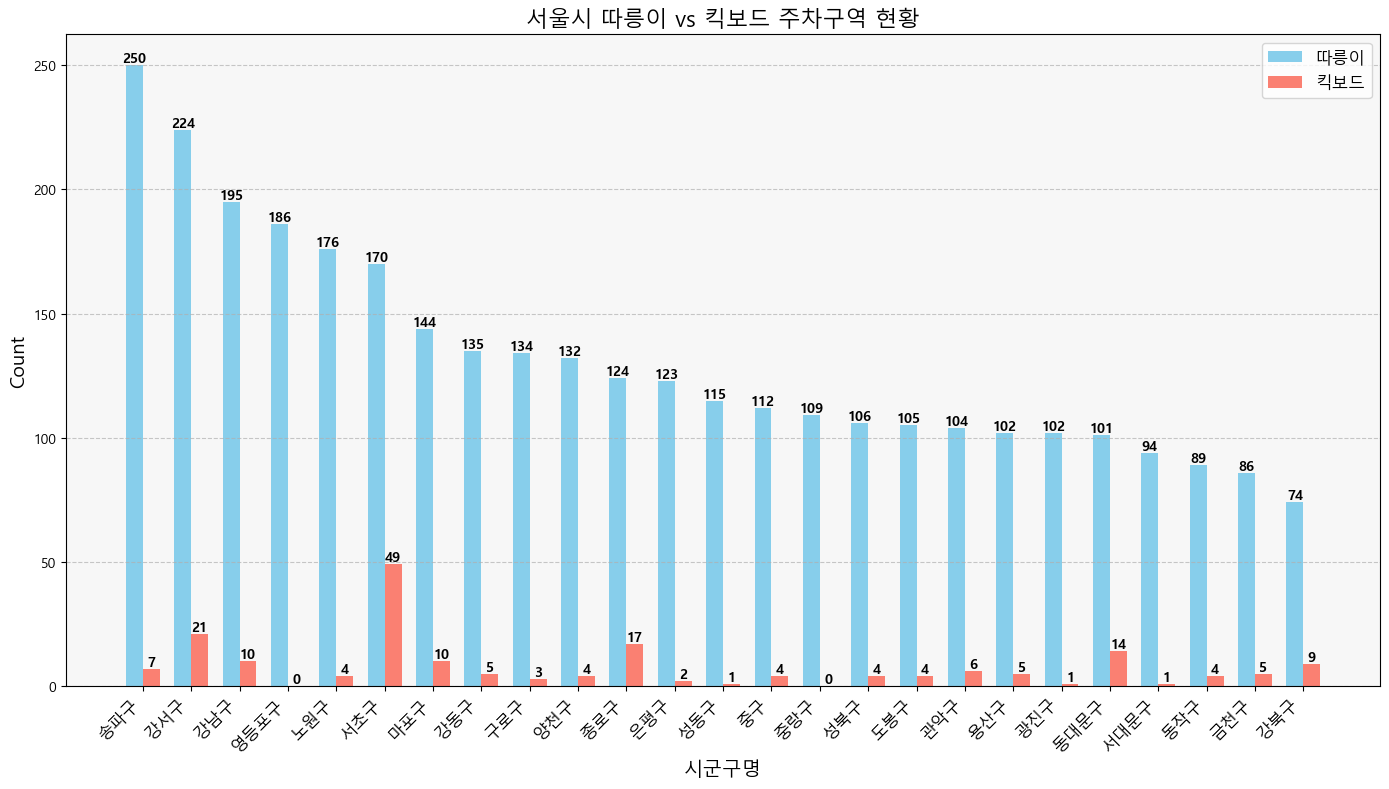 서울시 따릉이 vs 킥보드 주차구역 현황
따릉이
킥보드
Count
250
200
150
100
50
0
250
224
195
186
176
170
144
135
134
132
124
123
115
112
109
106
105
104
102
102
101
94
89
86
74
7
21
10
0
4
49
10
5
3
4
17
2
1
4
0
4
4
6
5
1
14
1
4
5
9
송파구
강서구
강남구
영등포구
노원구
서초구
마포구
강동구
구로구
양천구
종로구
은평구
성동구
중구
중랑구
성북구
도봉구
관악구
용산구
광진구
동대문구
서대문구
동작구
금천구
강북구
시군구명